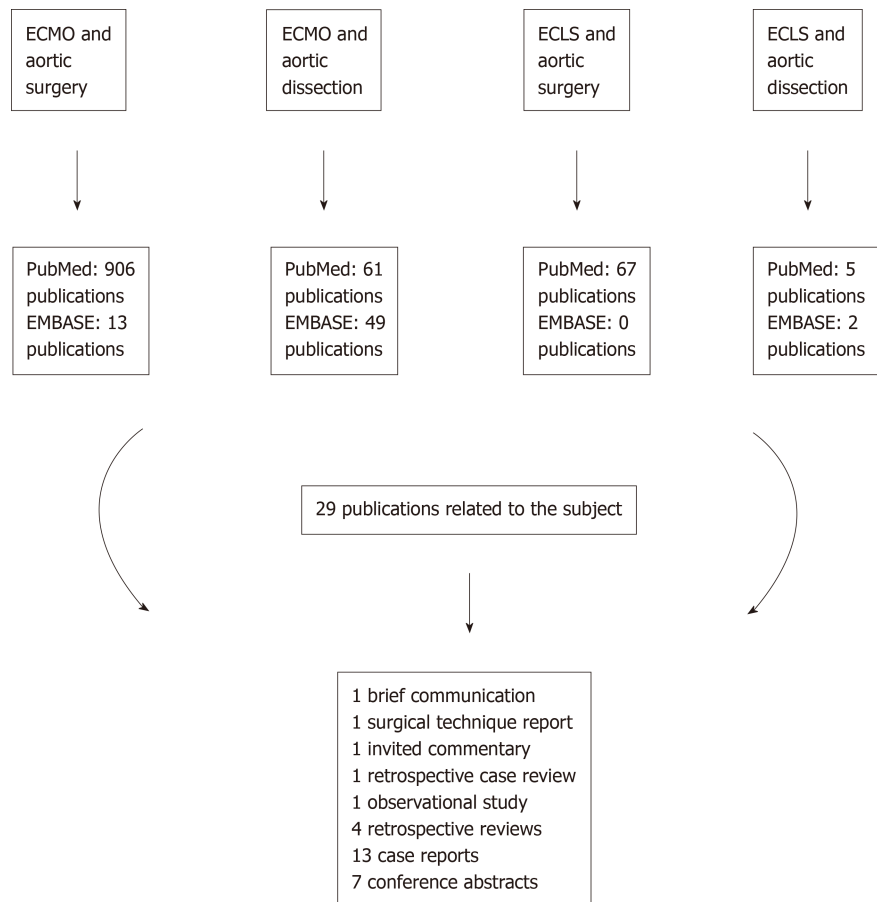 ECMO and
aortic
surgery
ECMO and
aortic
dissection
ECLS and
aortic
surgery
ECLS and
aortic
dissection
PubMed: 906
publications
EMBASE: 13
publications
PubMed: 61
publications
EMBASE: 49
publications
PubMed: 67
publications
EMBASE: 0
publications
PubMed: 5
publications
EMBASE: 2
publications
29 publications related to the subject
1 brief communication
1 surgical technique report
1 invited commentary
1 retrospective case review
1 observational study
4 retrospective reviews
13 case reports
7 conference abstracts